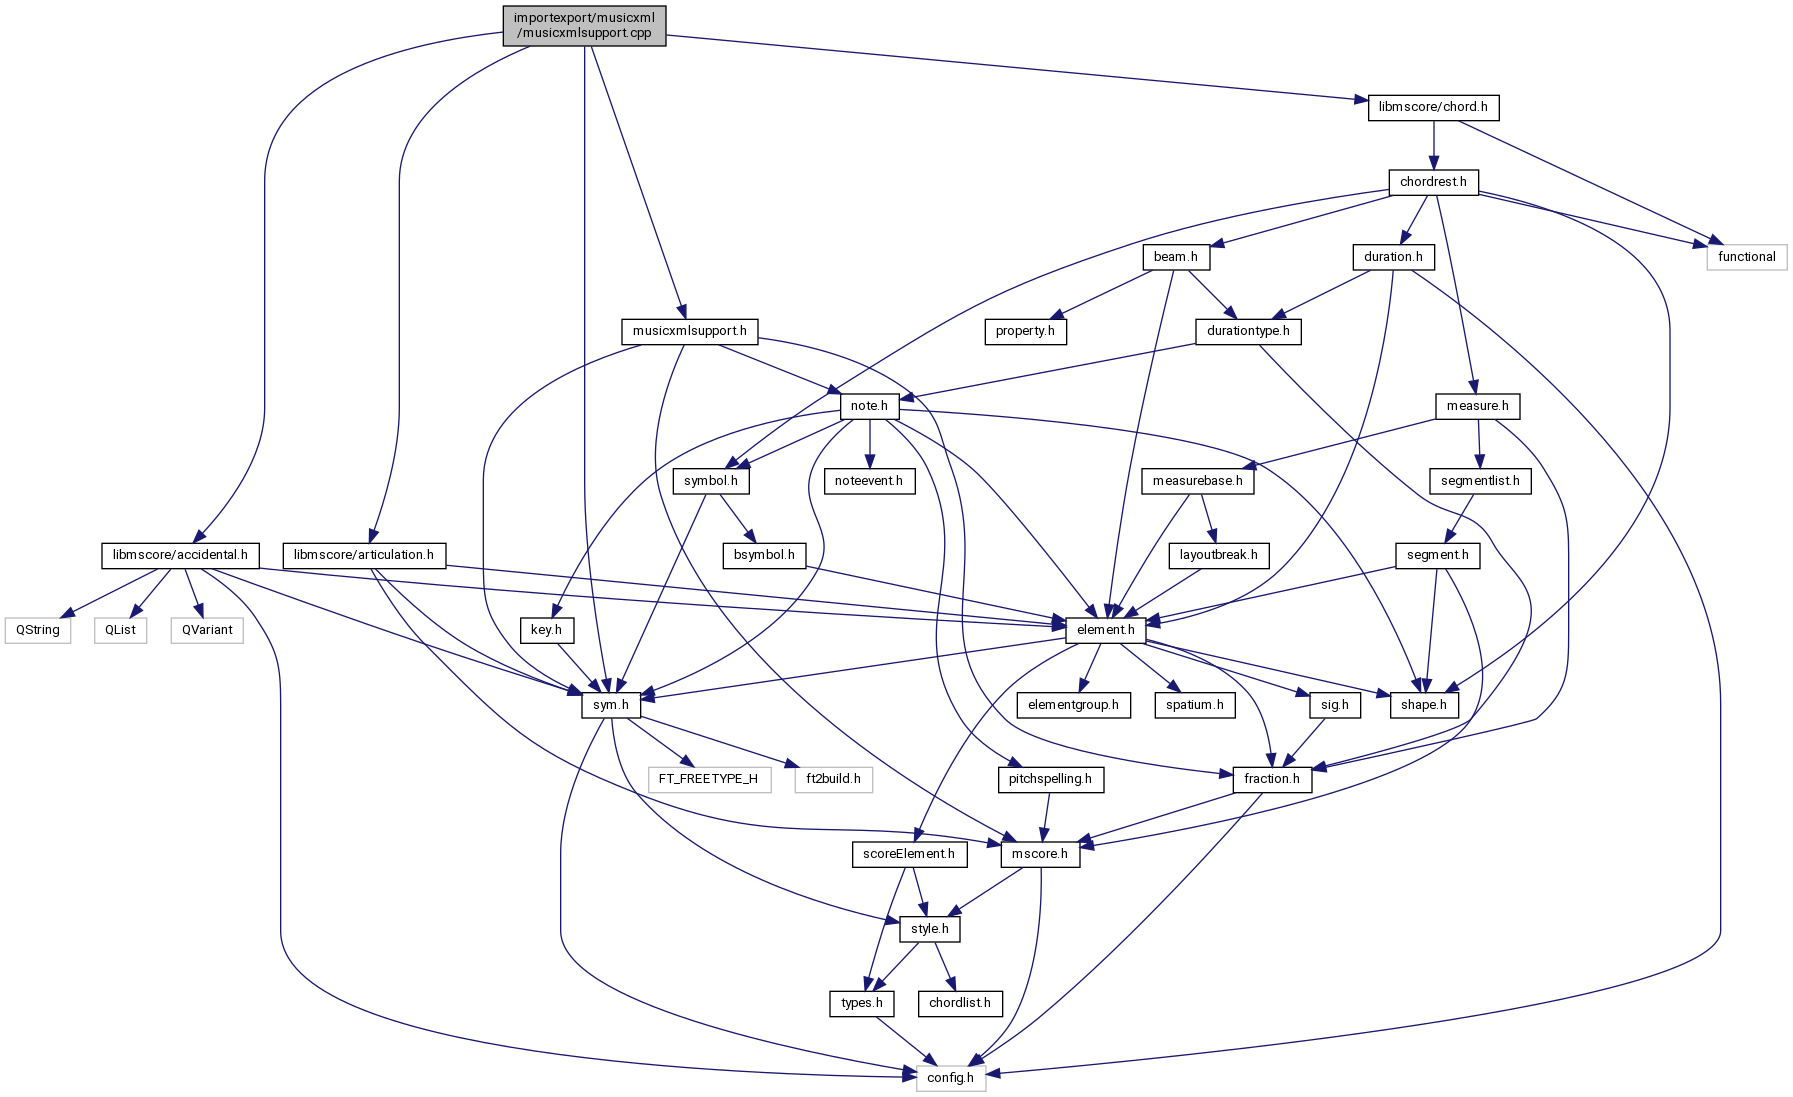 importexport/musicxml
/musicxmlsupport.cpp
libmscore/chord.h
chordrest.h
beam.h
duration.h
functional
musicxmlsupport.h
property.h
durationtype.h
note.h
measure.h
symbol.h
noteevent.h
measurebase.h
segmentlist.h
libmscore/accidental.h
libmscore/articulation.h
bsymbol.h
layoutbreak.h
segment.h
QString
QList
QVariant
key.h
element.h
sym.h
elementgroup.h
spatium.h
sig.h
shape.h
FT_FREETYPE_H
ft2build.h
pitchspelling.h
fraction.h
scoreElement.h
mscore.h
style.h
types.h
chordlist.h
config.h